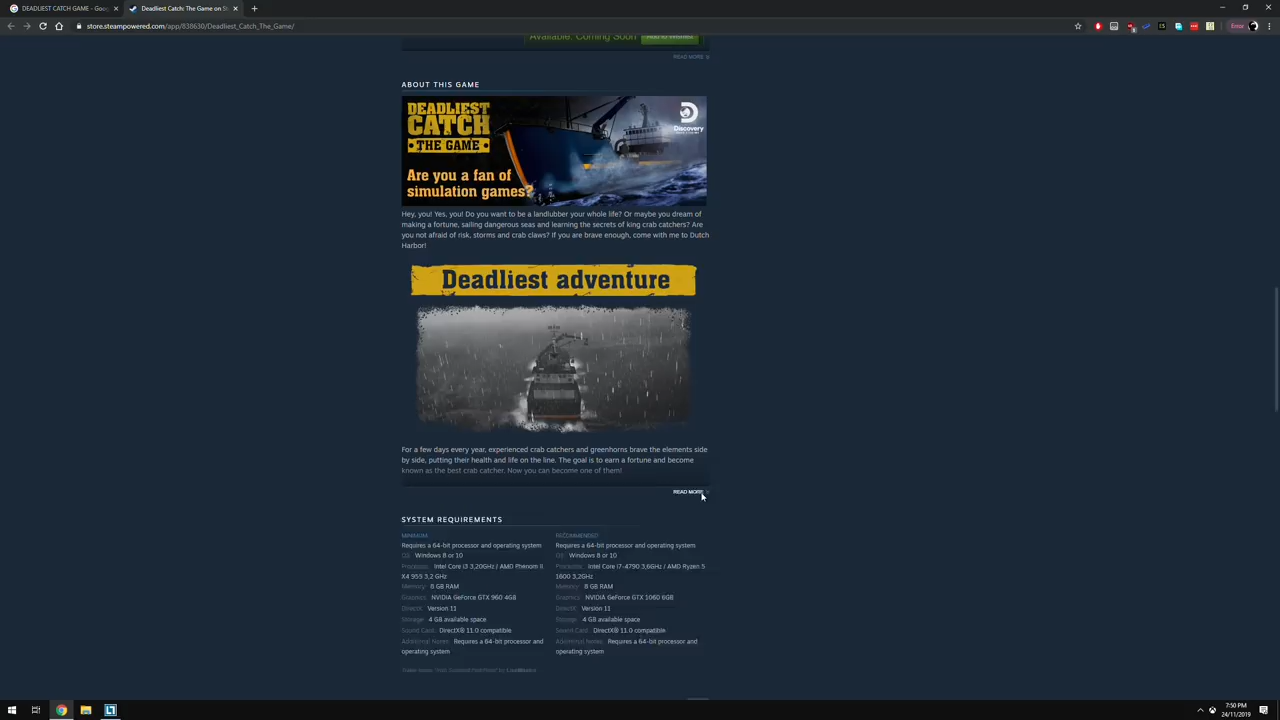 DEADLIEST CATCH GAME - Goog
Deadliest Catch: The Game on St
store.steampowered.com/app/838630/Deadliest_Catch_The_Game/
Error
Available: Coming Soon
Add to wishlist
READ MORE
ABOUT THIS GAME
DEADLIEST
CATCH
• THE GAME •
Discovery
Are you a fan of
simulation games?
Hey, you! Yes, you! Do you want to be a landlubber your whole life? Or maybe you dream of
making a fortune, sailing dangerous seas and learning the secrets of king crab catchers? Are
you not afraid of risk, storms and crab claws? If you are brave enough, come with me to Dutch
Harbor!
Deadliest adventure
For a few days every year, experienced crab catchers and greenhorns brave the elements side
by side, putting their health and life on the line. The goal is to earn a fortune and become
known as the best crab catcher. Now you can become one of them!
READ MORE
SYSTEM REQUIREMENTS
MINIMUM:
Requires a 64-bit processor and operating system
OS: Windows 8 or 10
Processor: Intel Core i3 3,20GHz / AMD Phenom II
X4 955 3,2 GHz
Memory: 8 GB RAM
Graphics: NVIDIA GeForce GTX 960 4GB
DirectX: Version 11
Storage: 4 GB available space
Sound Card: DirectX® 11.0 compatible
Additional Notes: Requires a 64-bit processor and
operating system
RECOMMENDED:
Requires a 64-bit processor and operating system
OS: Windows 8 or 10
Processor: Intel Core i7-4790 3,6GHz / AMD Ryzen 5
1600 3,2GHz
Memory: 8 GB RAM
Graphics: NVIDIA GeForce GTX 1060 6GB
DirectX: Version 11
Storage: 4 GB available space
Sound Card: DirectX® 11.0 compatible
Additional Notes: Requires a 64-bit processor and
operating system
7:50 PM
24/11/2019